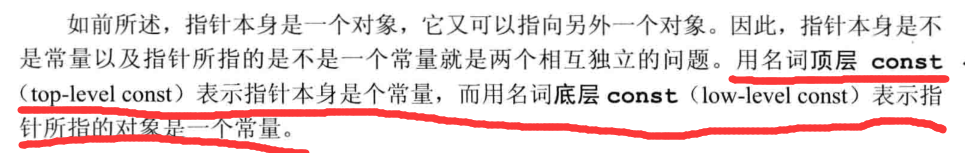 如前所述，指针本身是一个对象，它又可以指向另外一个对象。因此，指针本身是不
是常量以及指针所指的是不是一个常量就是两个相互独立的问题。用名词顶层 const
（top-level const）表示指针本身是个常量，而用名词底层 const（low-level const）表示指
针所指的对象是一个常量。